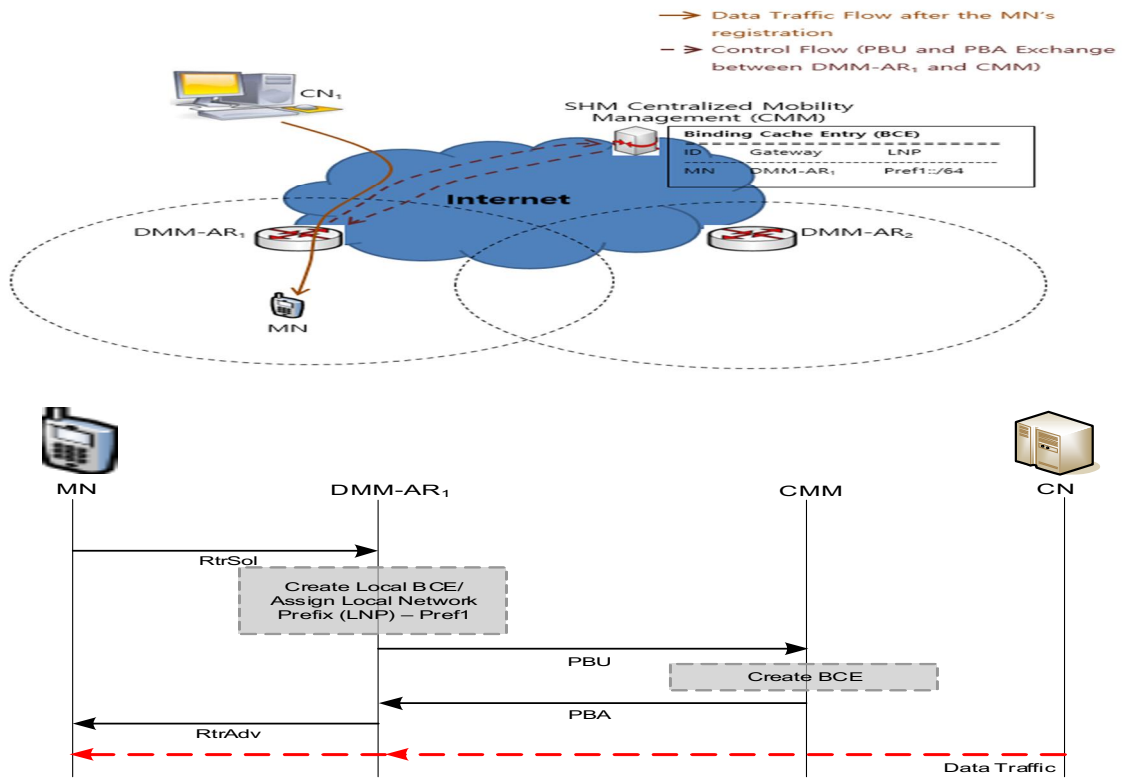 Data Traffic Flow after the MN's
registration
Control Flow (PBU and PBA Exchange
between DMM-AR₁ and CMM)
CN₁
SHM Centralized Mobility
Management (CMM)
Binding Cache Entry (BCE)
ID Gateway LNP
MN DMM-AR₁ Pref1::/64
Internet
DMM-AR₁
DMM-AR₂
MN
MN
DMM-AR₁
CMM
CN
RtrSol
Create Local BCE/
Assign Local Network
Prefix (LNP) – Pref1
PBU
Create BCE
PBA
RtrAdv
Data Traffic